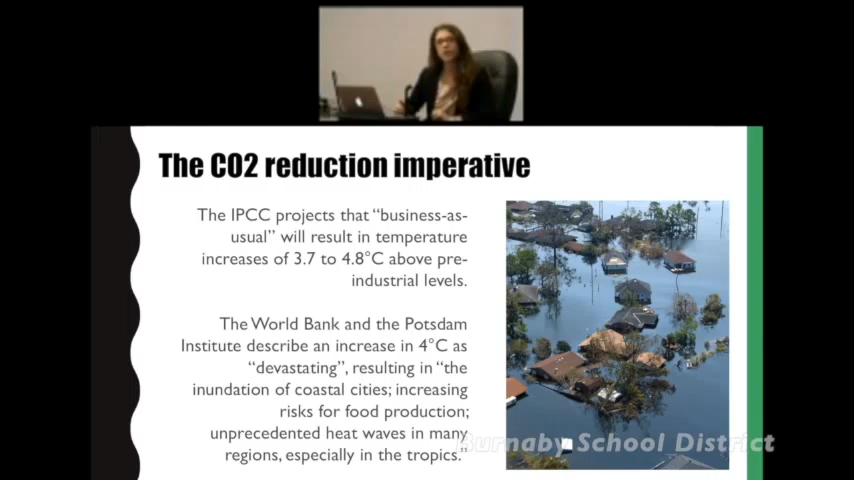 The CO2 reduction imperative
The IPCC projects that “business-as-
usual” will result in temperature
increases of 3.7 to 4.8°C above pre-
industrial levels.
The World Bank and the Potsdam
Institute describe an increase in 4°C as
“devastating”, resulting in “the
inundation of coastal cities; increasing
risks for food production;
unprecedented heat waves in many
regions, especially in the tropics.”
Burnaby School District